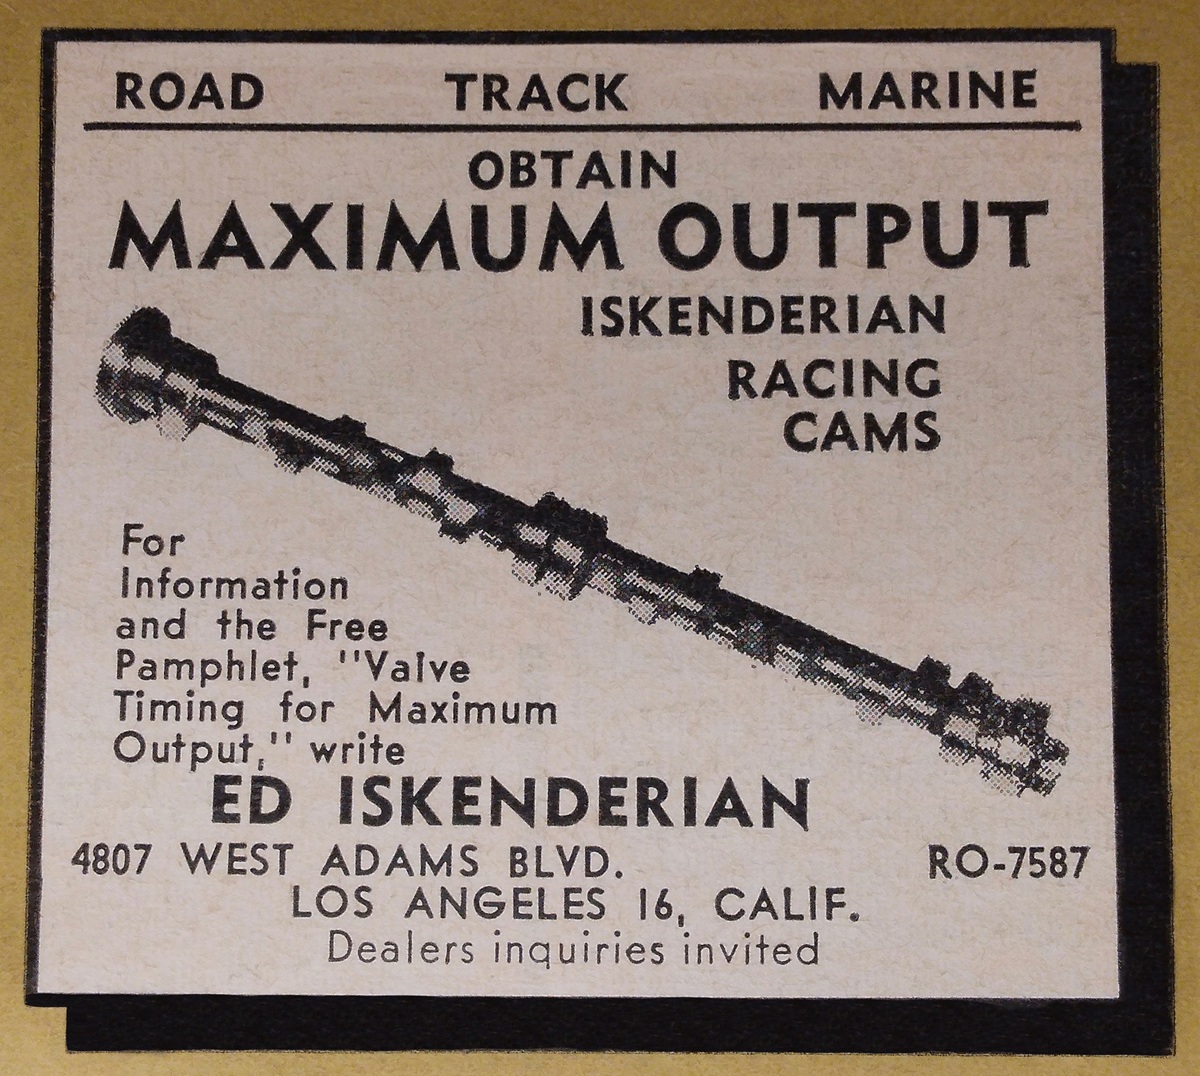 ROAD TRACK MARINE
OBTAIN
MAXIMUM OUTPUT
ISKENDERIAN
RACING
CAMS
For
Information
and the Free
Pamphlet, "Valve
Timing for Maximum
Output," write
ED ISKENDERIAN
4807 WEST ADAMS BLVD. RO-7587
LOS ANGELES 16, CALIF.
Dealers inquiries invited